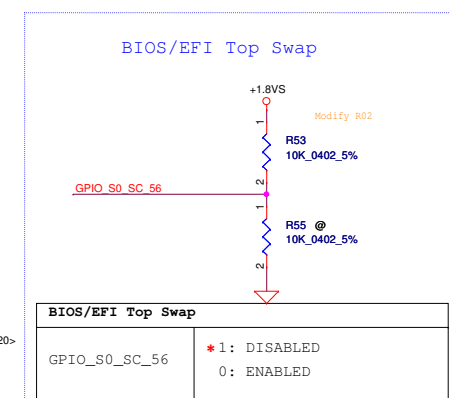 BIOS/EFI Top Swap
+1.8VS
Modify R02
1
R53
10K_0402_5%
2
GPIO_S0_SC_56
1
R55 @
10K_0402_5%
2
BIOS/EFI Top Swap
20>
GPIO_S0_SC_56
*1: DISABLED
0: ENABLED